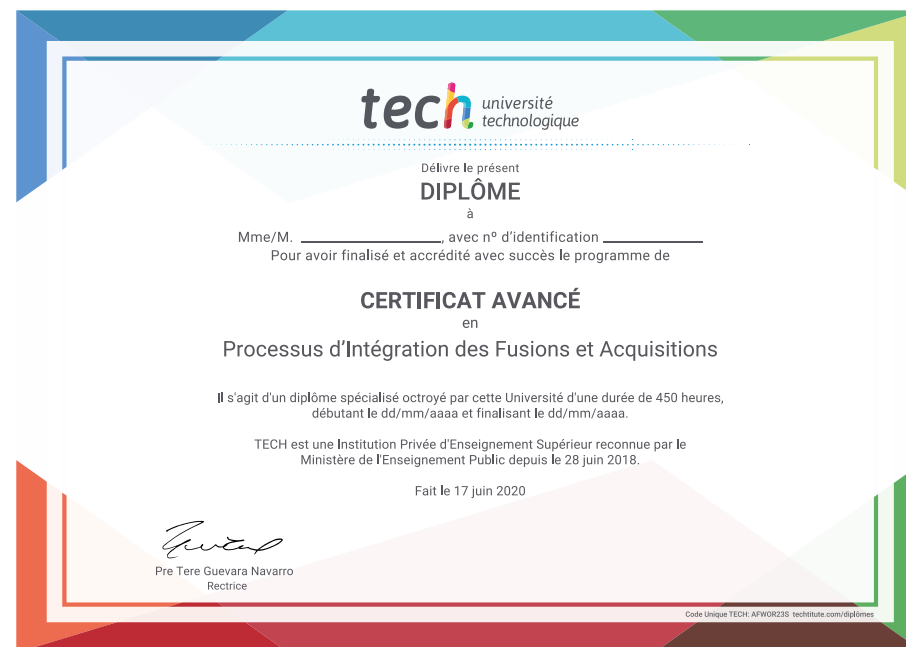 tech université
technologique
Délivre le présent
DIPLÔME
à
Mme/M. ____________, avec nº d'identification ____________
Pour avoir finalisé et accrédité avec succès le programme de
CERTIFICAT AVANCÉ
en
Processus d'Intégration des Fusions et Acquisitions
Il s'agit d'un diplôme spécialisé octroyé par cette Université d'une durée de 450 heures,
débutant le dd/mm/aaaa et finalisant le dd/mm/aaaa.
TECH est une Institution Privée d'Enseignement Supérieur reconnue par le
Ministère de l'Enseignement Public depuis le 28 juin 2018.
Fait le 17 juin 2020
Pre Tere Guevara Navarro
Rectrice
Code Unique TECH: AFWOR23S techtitute.com/diplômes